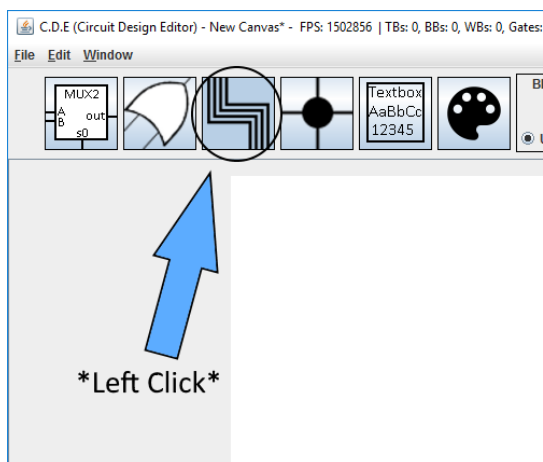 C.D.E (Circuit Design Editor) - New Canvas* - FPS: 1502856 | TBs: 0, BBs: 0, WBs: 0, Gates:
File Edit Window
MUX2
A
B
out
s0
Textbox
AaBbCc
12345
*Left Click*